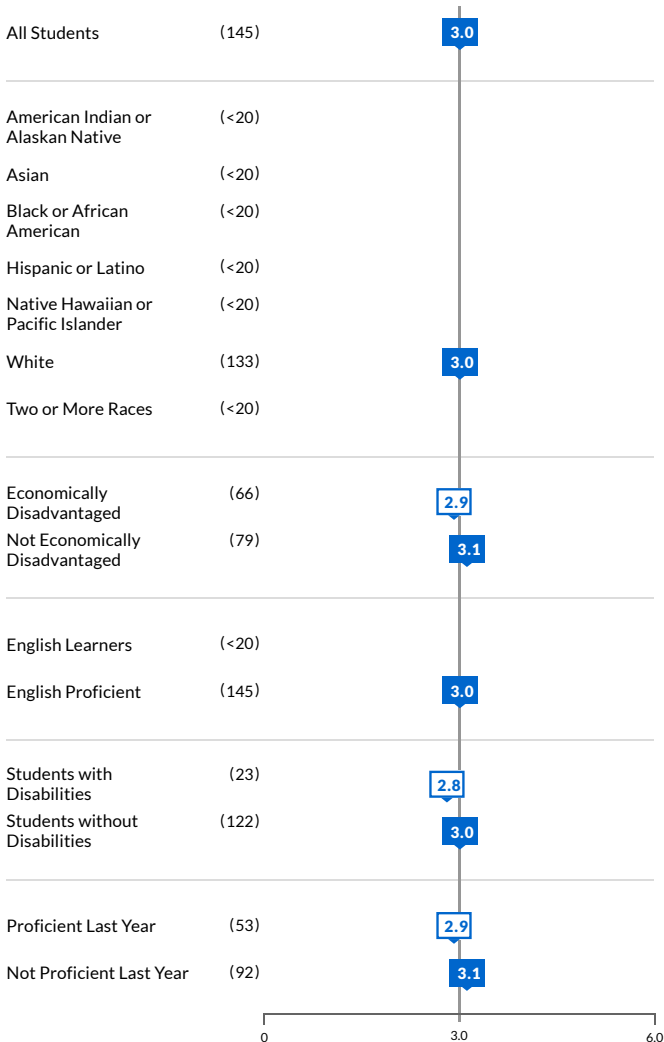 All Students (145) 3.0
American Indian or (<20)
Alaskan Native
Asian (<20)
Black or African (<20)
American
Hispanic or Latino (<20)
Native Hawaiian or (<20)
Pacific Islander
White (133) 3.0
Two or More Races (<20)
Economically (66) 2.9
Disadvantaged
Not Economically (79) 3.1
Disadvantaged
English Learners (<20)
English Proficient (145) 3.0
Students with (23) 2.8
Disabilities
Students without (122) 3.0
Disabilities
Proficient Last Year (53) 2.9
Not Proficient Last Year (92) 3.1
0 3.0 6.0